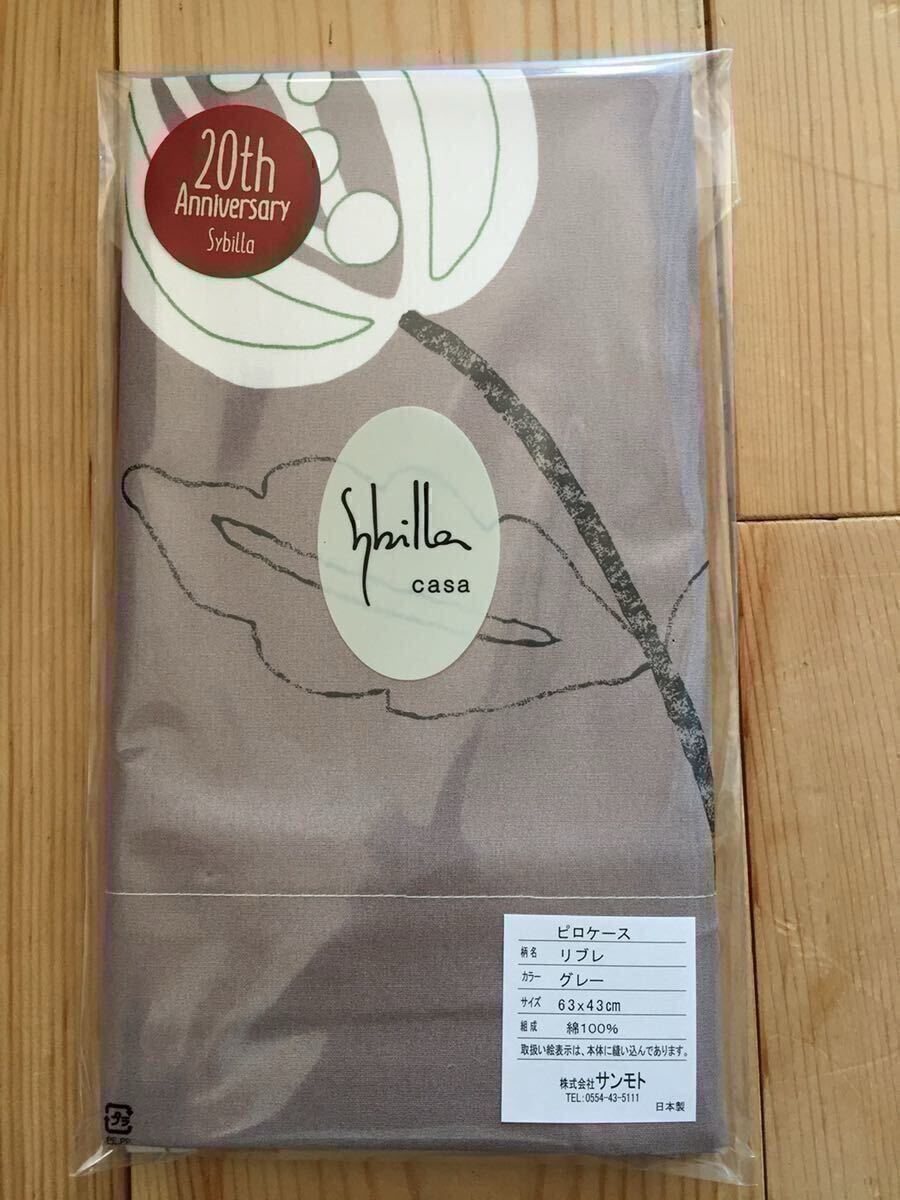 20th
Anniversary
Sybilla
Sybilla
casa
ピロケース
柄名 リブレ
カラー グレー
サイズ 63x43cm
組成 綿100%
取扱い絵表示は、本体に縫い込んであります。
株式会社サンモト
TEL:0554-43-5111
日本製
プラ